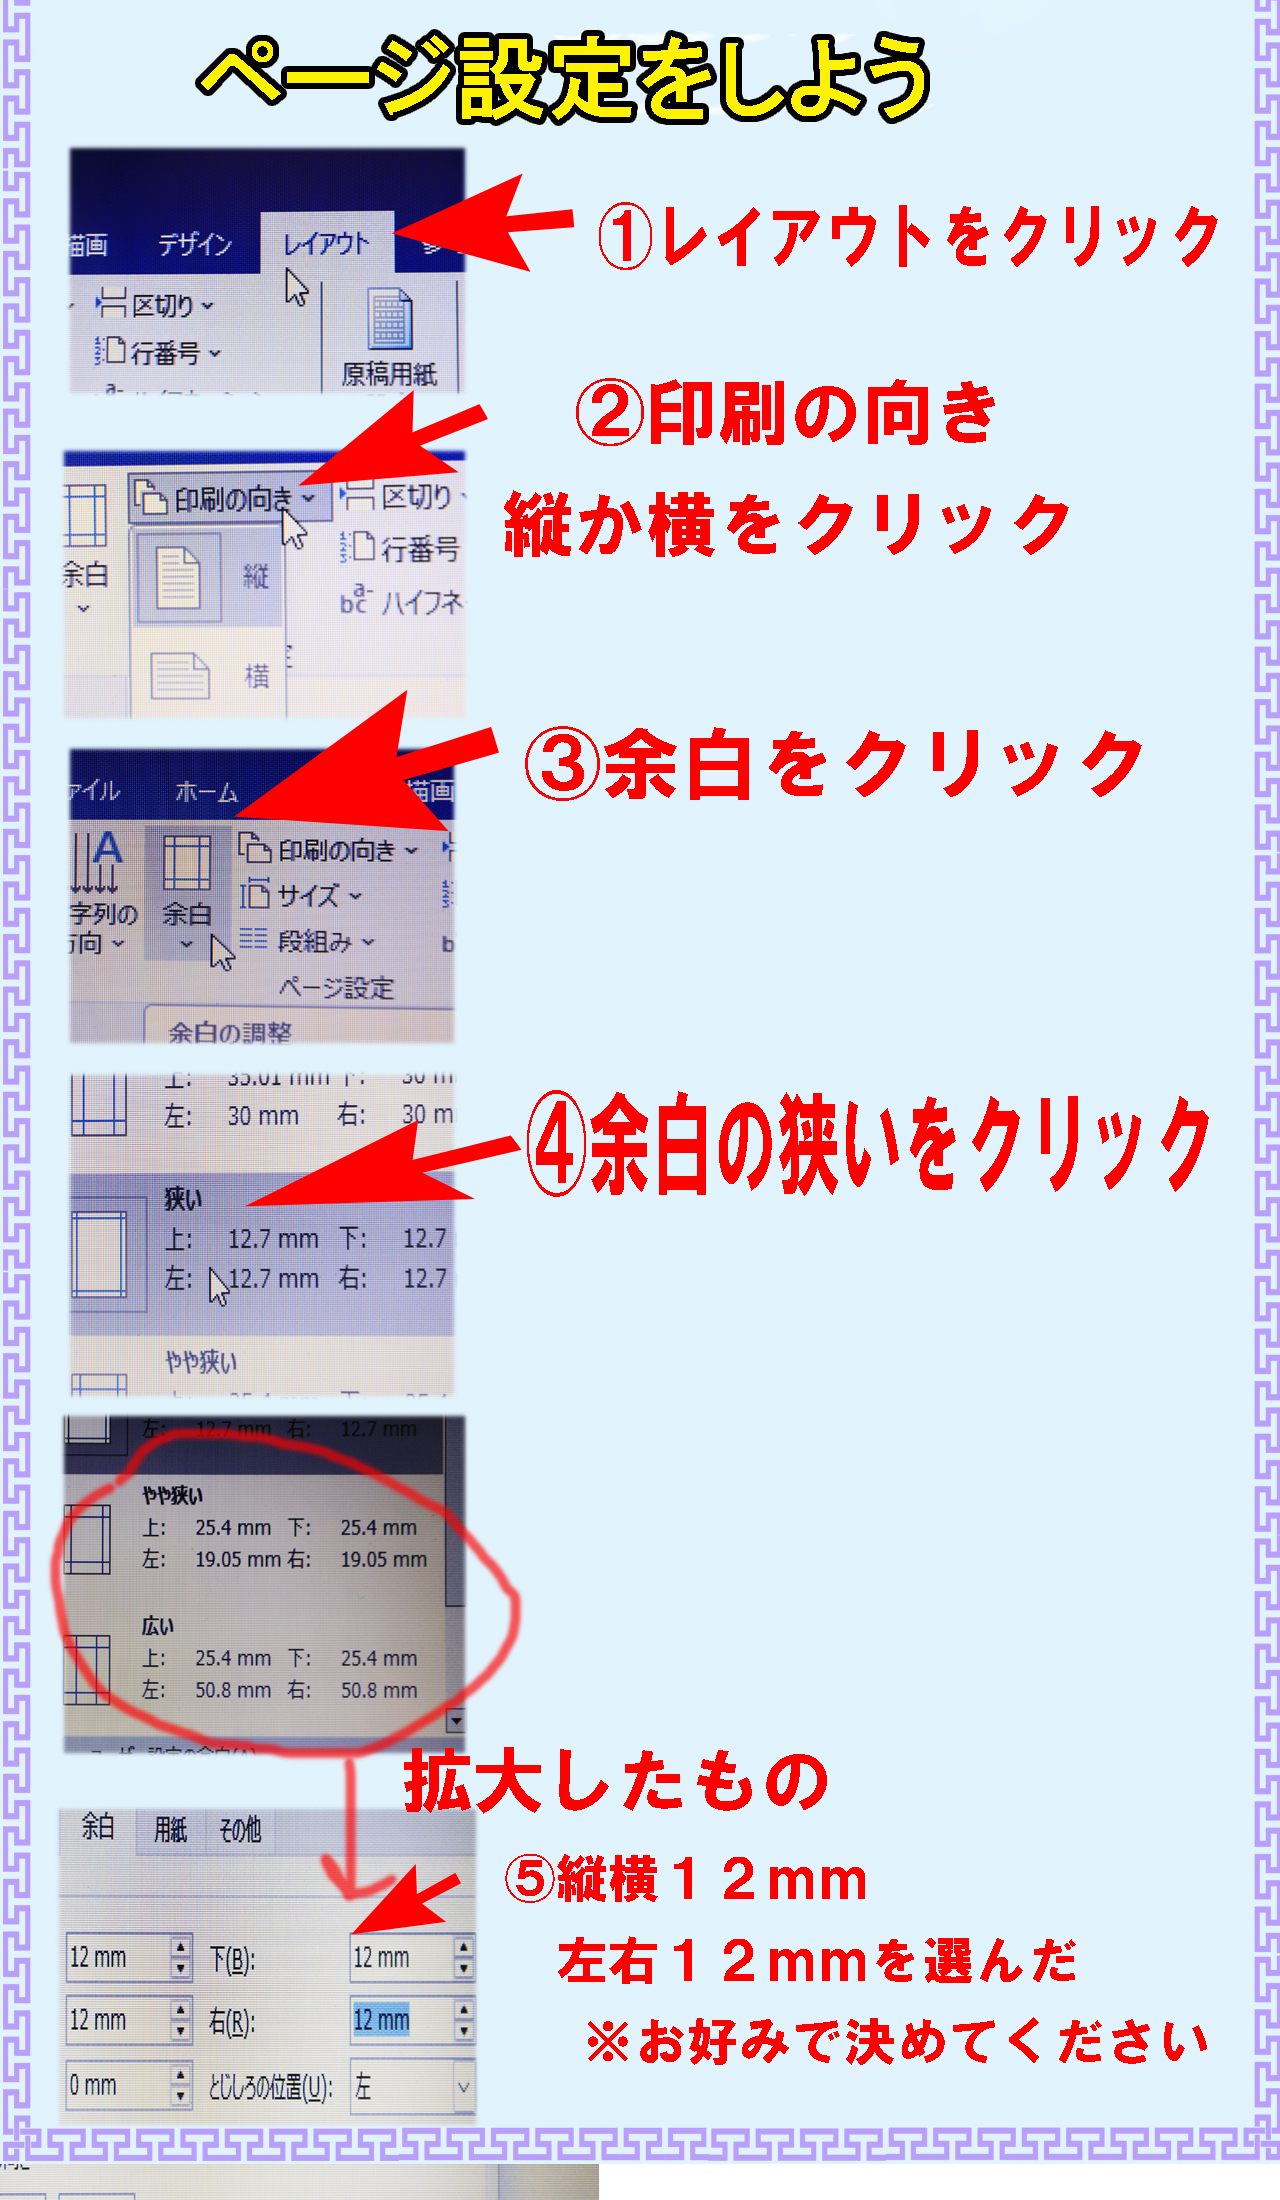 ページ設定をしよう
描画 デザイン レイアウト
区切り
行番号
原稿用紙
①レイアウトをクリック
②印刷の向き
縦か横をクリック
印刷の向き 区切り
余白 行番号
縦 ハイフネ
横
③余白をクリック
ァイル ホーム 描画
印刷の向き
サイズ
字列の 余白
方向 段組み
ページ設定
余白の調整
④余白の狭いをクリック
上: 35.01 mm 下: 30 m
左: 30 mm 右: 30 m
狭い
上: 12.7 mm 下: 12.7
左: 12.7 mm 右: 12.7
やや狭い
左: 12.7 mm 右: 12.7 mm
やや狭い
上: 25.4 mm 下: 25.4 mm
左: 19.05 mm 右: 19.05 mm
広い
上: 25.4 mm 下: 25.4 mm
左: 50.8 mm 右: 50.8 mm
拡大したもの
余白 用紙 その他
⑤縦横１２mm
左右１２mmを選んだ
※お好みで決めてください
12 mm 下(B): 12 mm
12 mm 右(R): 12 mm
0 mm とじしろの位置(U): 左